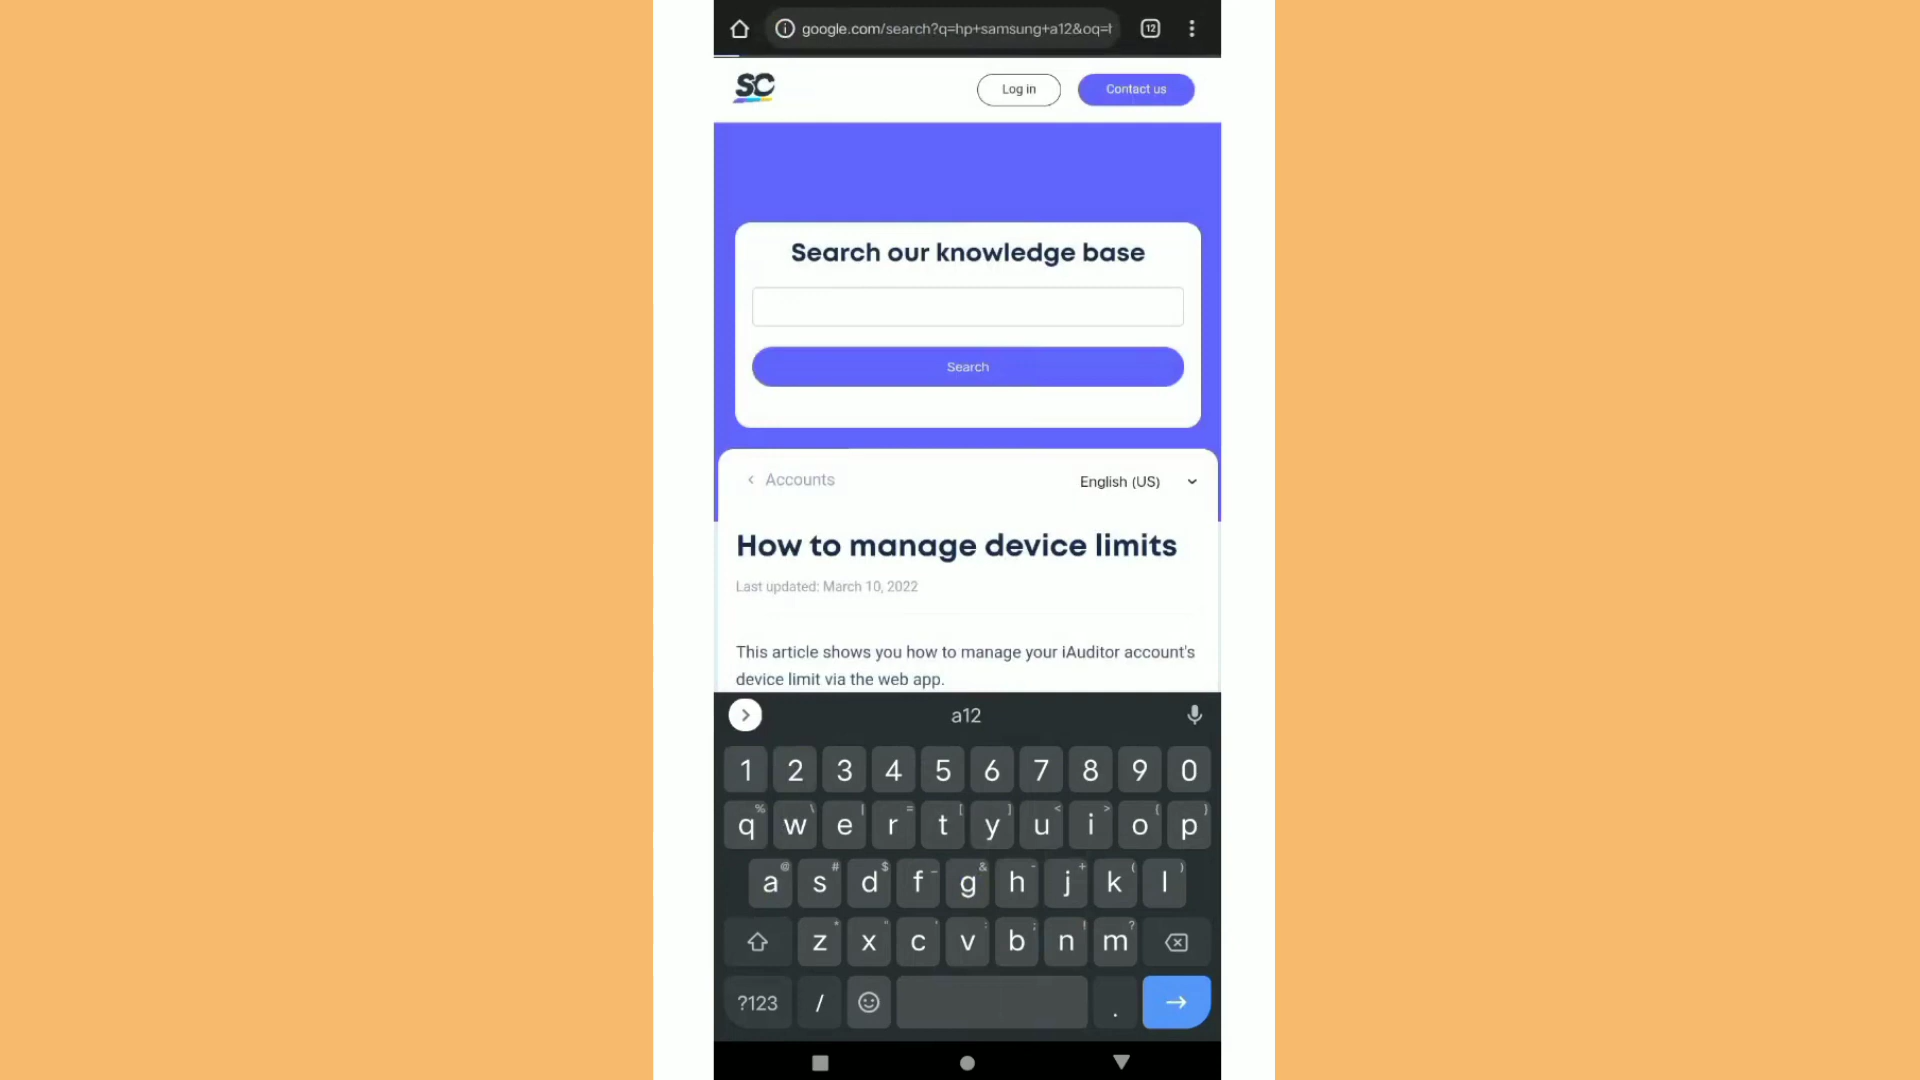 google.com/search?q=hp+samsung+a12&oq=h
12
SC
Log in
Contact us
Search our knowledge base
Search
Accounts
English (US)
How to manage device limits
Last updated: March 10, 2022
This article shows you how to manage your iAuditor account's
device limit via the web app.
a12
1 2 3 4 5 6 7 8 9 0
q w e r t y u i o p
a s d f g h j k l
z x c v b n m
?123 / .